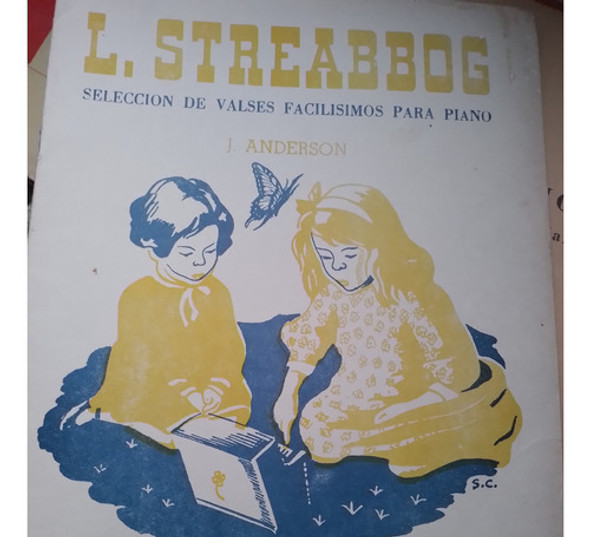 L. STREABBOG
SELECCION DE VALSES FACILISIMOS PARA PIANO
J. ANDERSON
S.C.